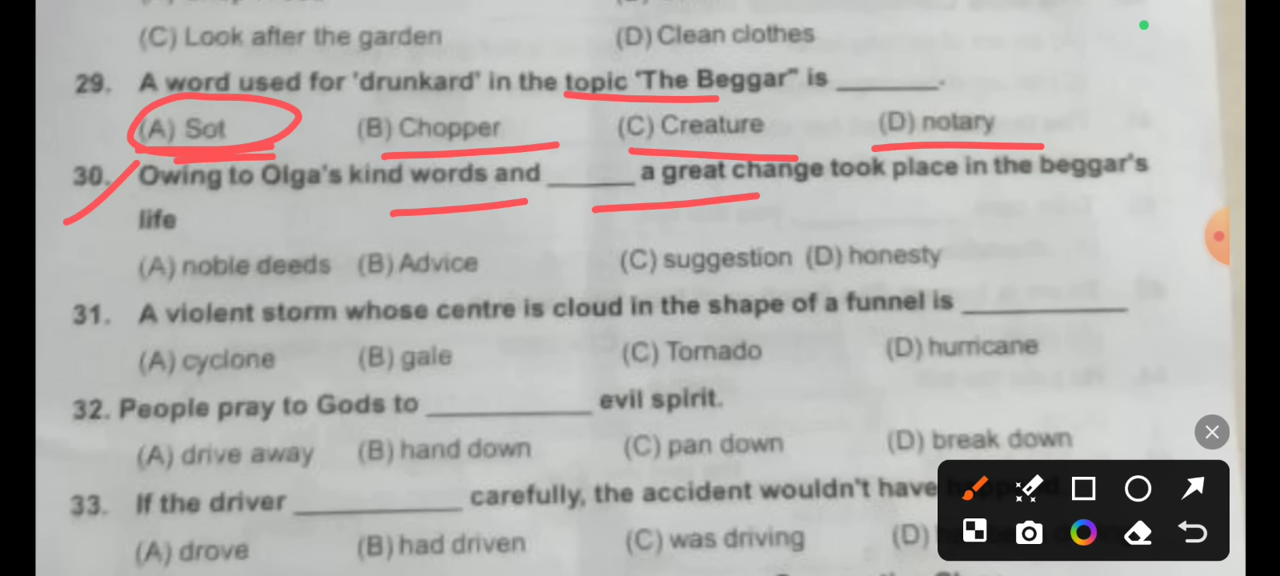 (C) Look after the garden (D) Clean clothes
29. A word used for 'drunkard' in the topic 'The Beggar" is ________.
(A) Sot (B) Chopper (C) Creature (D) notary
30. Owing to Olga's kind words and ______ a great change took place in the beggar's
life
(A) noble deeds (B) Advice (C) suggestion (D) honesty
31. A violent storm whose centre is cloud in the shape of a funnel is ____________
(A) cyclone (B) gale (C) Tornado (D) hurricane
32. People pray to Gods to ____________ evil spirit.
(A) drive away (B) hand down (C) pan down (D) break down
33. If the driver ____________ carefully, the accident wouldn't have
(A) drove (B) had driven (C) was driving (D)